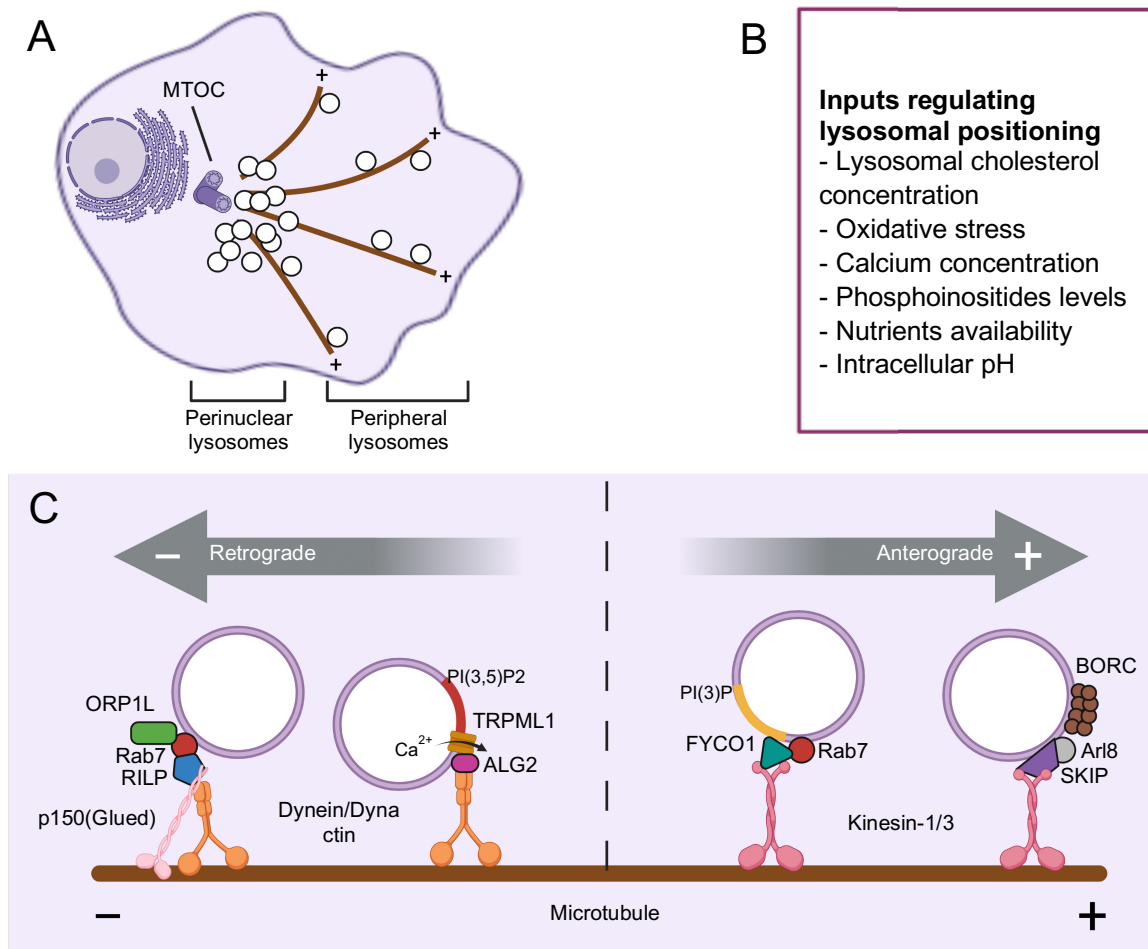 A
MTOC
+
+
+
+
Perinuclear
lysosomes
Peripheral
lysosomes
B
Inputs regulating
lysosomal positioning
- Lysosomal cholesterol
concentration
- Oxidative stress
- Calcium concentration
- Phosphoinositides levels
- Nutrients availability
- Intracellular pH
C
− Retrograde
Anterograde +
ORP1L
Rab7
RILP
p150(Glued)
PI(3,5)P2
TRPML1
Ca2+
ALG2
Dynein/Dyna
ctin
PI(3)P
FYCO1
Rab7
BORC
Arl8
SKIP
Kinesin-1/3
−
Microtubule
+